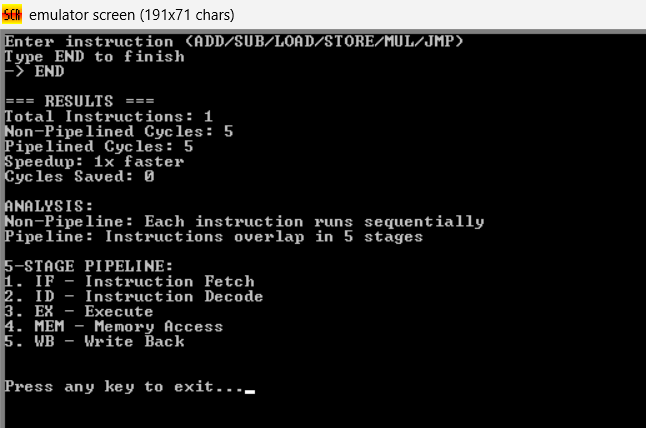 emulator screen (191x71 chars)
Enter instruction (ADD/SUB/LOAD/STORE/MUL/JMP)
Type END to finish
-> END
=== RESULTS ===
Total Instructions: 1
Non-Pipelined Cycles: 5
Pipelined Cycles: 5
Speedup: 1x faster
Cycles Saved: 0
ANALYSIS:
Non-Pipeline: Each instruction runs sequentially
Pipeline: Instructions overlap in 5 stages
5-STAGE PIPELINE:
1. IF - Instruction Fetch
2. ID - Instruction Decode
3. EX - Execute
4. MEM - Memory Access
5. WB - Write Back
Press any key to exit..._